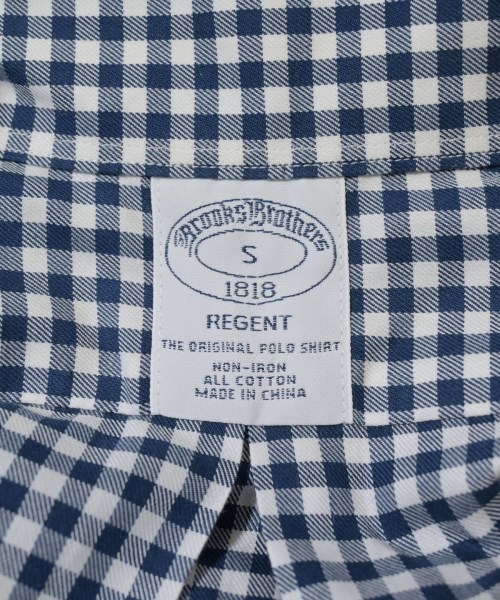 Brooks Brothers
S
1818
REGENT
THE ORIGINAL POLO SHIRT
NON-IRON
ALL COTTON
MADE IN CHINA